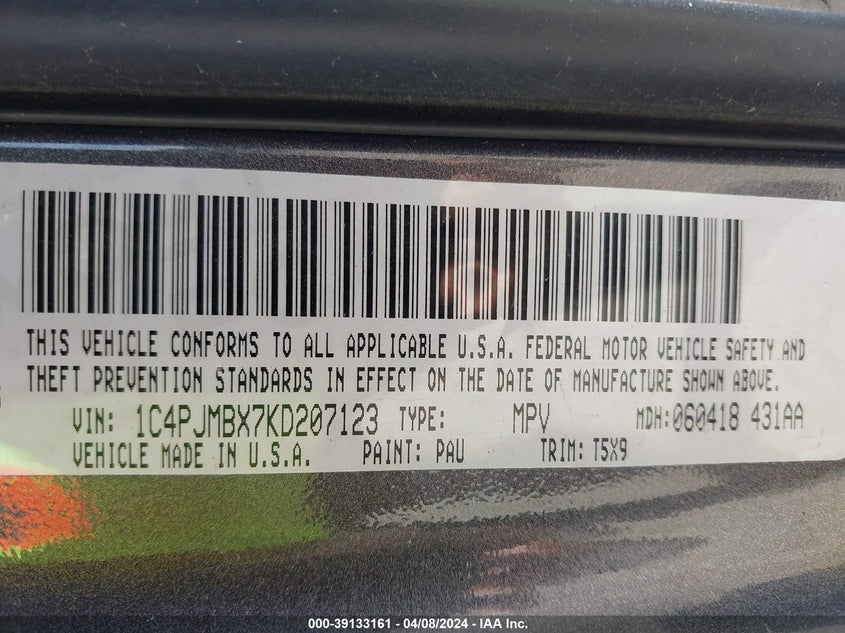 THIS VEHICLE CONFORMS TO ALL APPLICABLE U.S.A. FEDERAL MOTOR VEHICLE SAFETY AND
THEFT PREVENTION STANDARDS IN EFFECT ON THE DATE OF MANUFACTURE SHOWN ABOVE.
VIN: 1C4PJMBX7KD207123 TYPE: MPV MDH:060418 431AA
VEHICLE MADE IN U.S.A. PAINT: PAU TRIM: T5X9
000-39133161 - 04/08/2024 - IAA Inc.